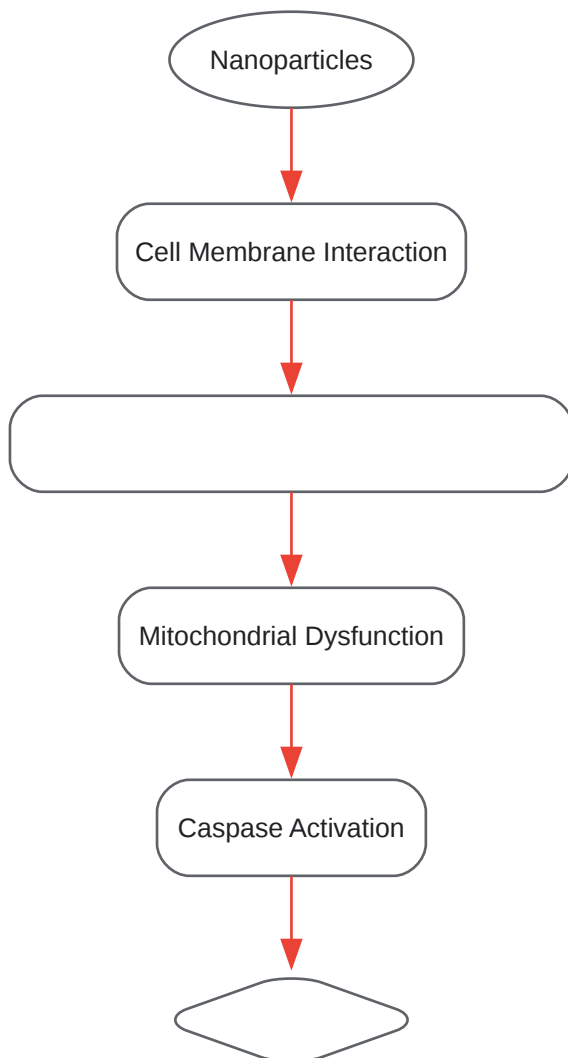 Nanoparticles
Cell Membrane Interaction
Mitochondrial Dysfunction
Caspase Activation